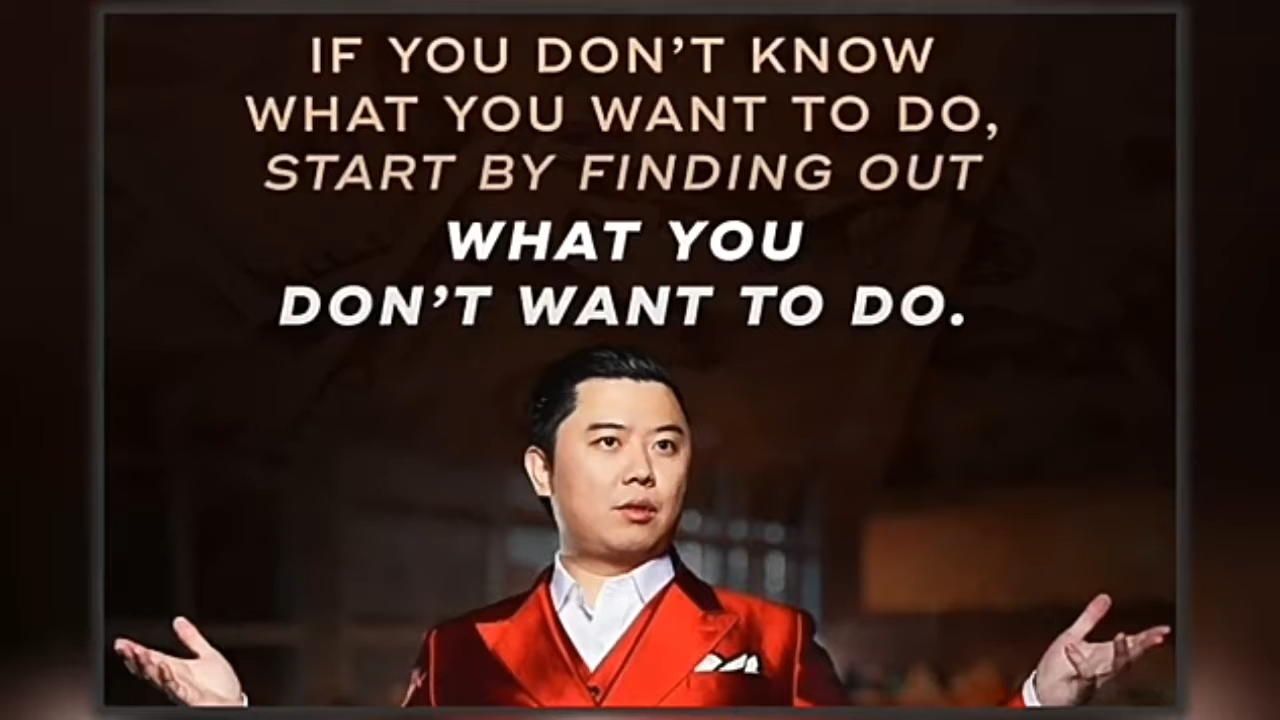 IF YOU DON’T KNOW
WHAT YOU WANT TO DO,
START BY FINDING OUT
WHAT YOU
DON’T WANT TO DO.